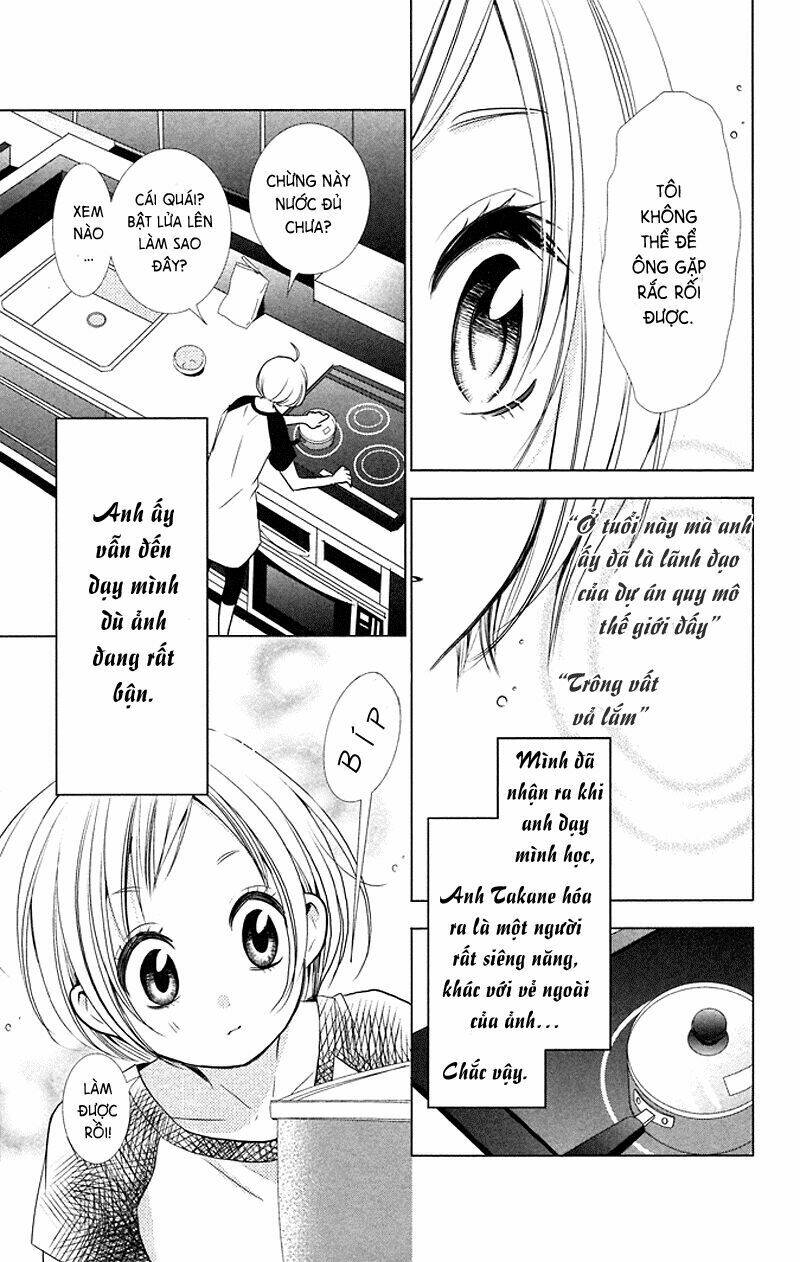 TÔI
KHÔNG
THỂ ĐỂ
ÔNG GẶP
RẮC RỐI
ĐƯỢC.
"Ở tuổi này mà anh
ấy đã là lãnh đạo
của dự án quy mô
thế giới đấy"
"Trông vất
vả lắm"
Mình đã
nhận ra khi
anh dạy
mình học,
Anh Takane hóa
ra là một người
rất siêng năng,
khác với vẻ ngoài
của ảnh...
Chắc vậy.
CHỪNG NÀY
NƯỚC ĐỦ
CHƯA?
CÁI QUÁI?
BẬT LỬA LÊN
LÀM SAO
ĐÂY?
XEM
NÀO
...
Anh ấy
vẫn đến
dạy mình
dù ảnh
đang rất
bận.
BÍP
LÀM
ĐƯỢC
RỒI!